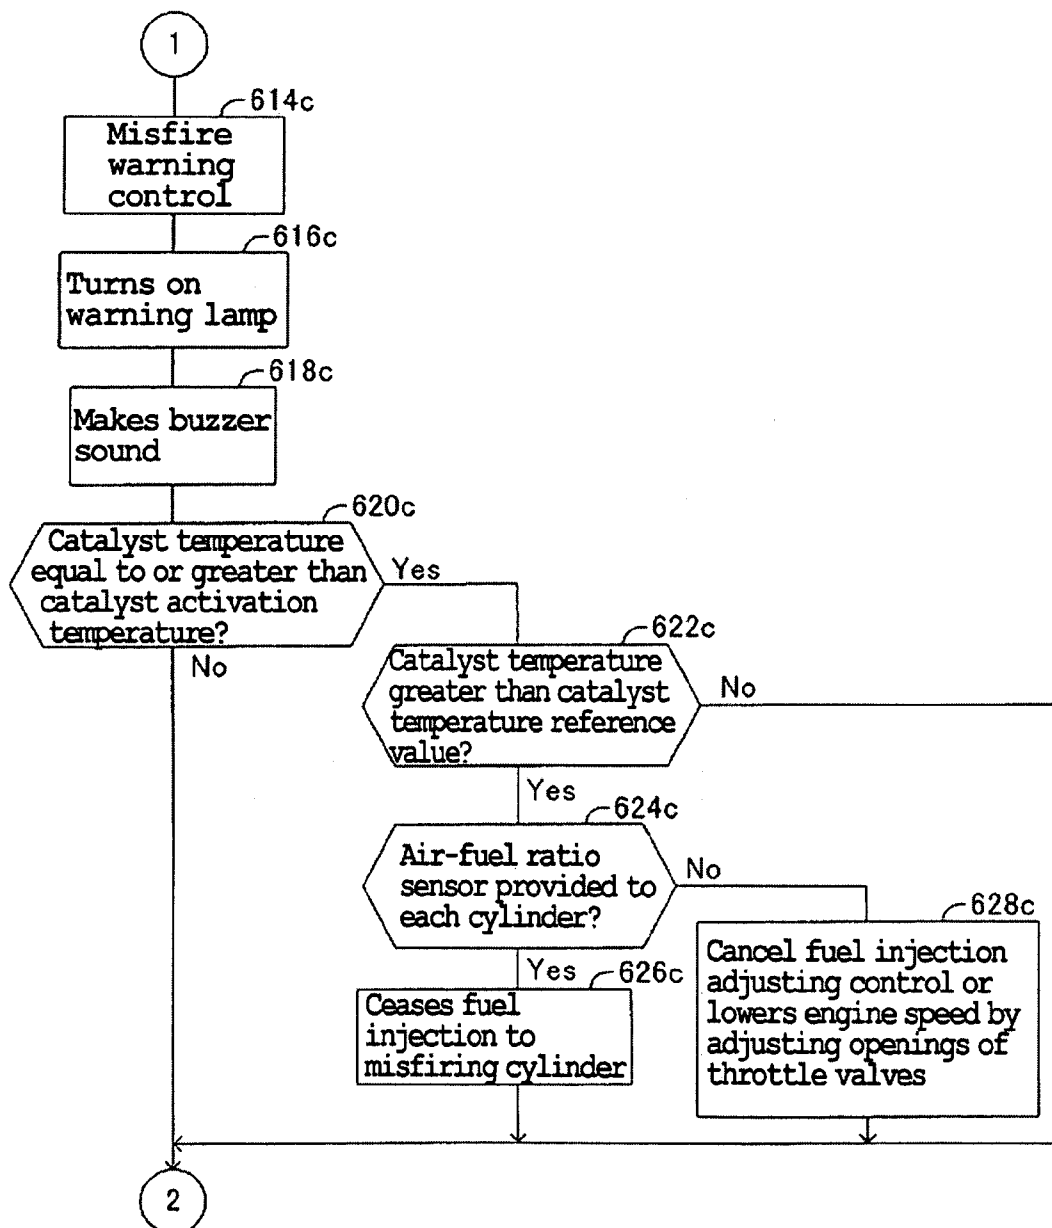 1
614c
Misfire
warning
control
616c
Turns on
warning lamp
618c
Makes buzzer
sound
620c
Catalyst temperature
equal to or greater than
catalyst activation
temperature?
Yes
No
622c
Catalyst temperature
greater than catalyst
temperature reference
value?
No
Yes
624c
Air-fuel ratio
sensor provided to
each cylinder?
No
Yes
626c
Ceases fuel
injection to
misfiring cylinder
628c
Cancel fuel injection
adjusting control or
lowers engine speed by
adjusting openings of
throttle valves
2